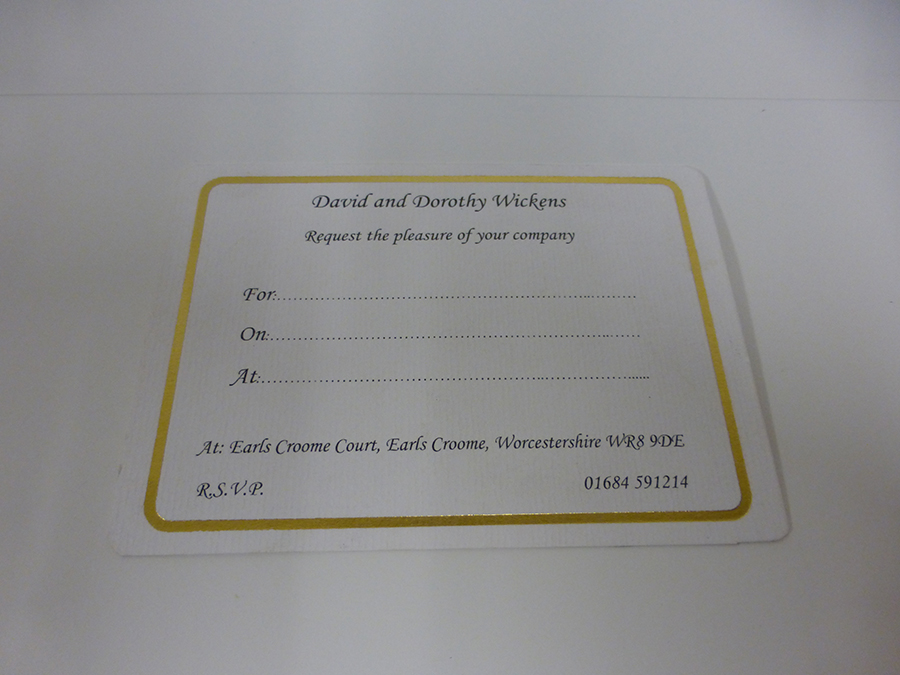 David and Dorothy Wickens
Request the pleasure of your company
For:................................................................
On:.................................................................
At:....................................................................
At: Earls Croome Court, Earls Croome, Worcestershire WR8 9DE
R.S.V.P. 01684 591214